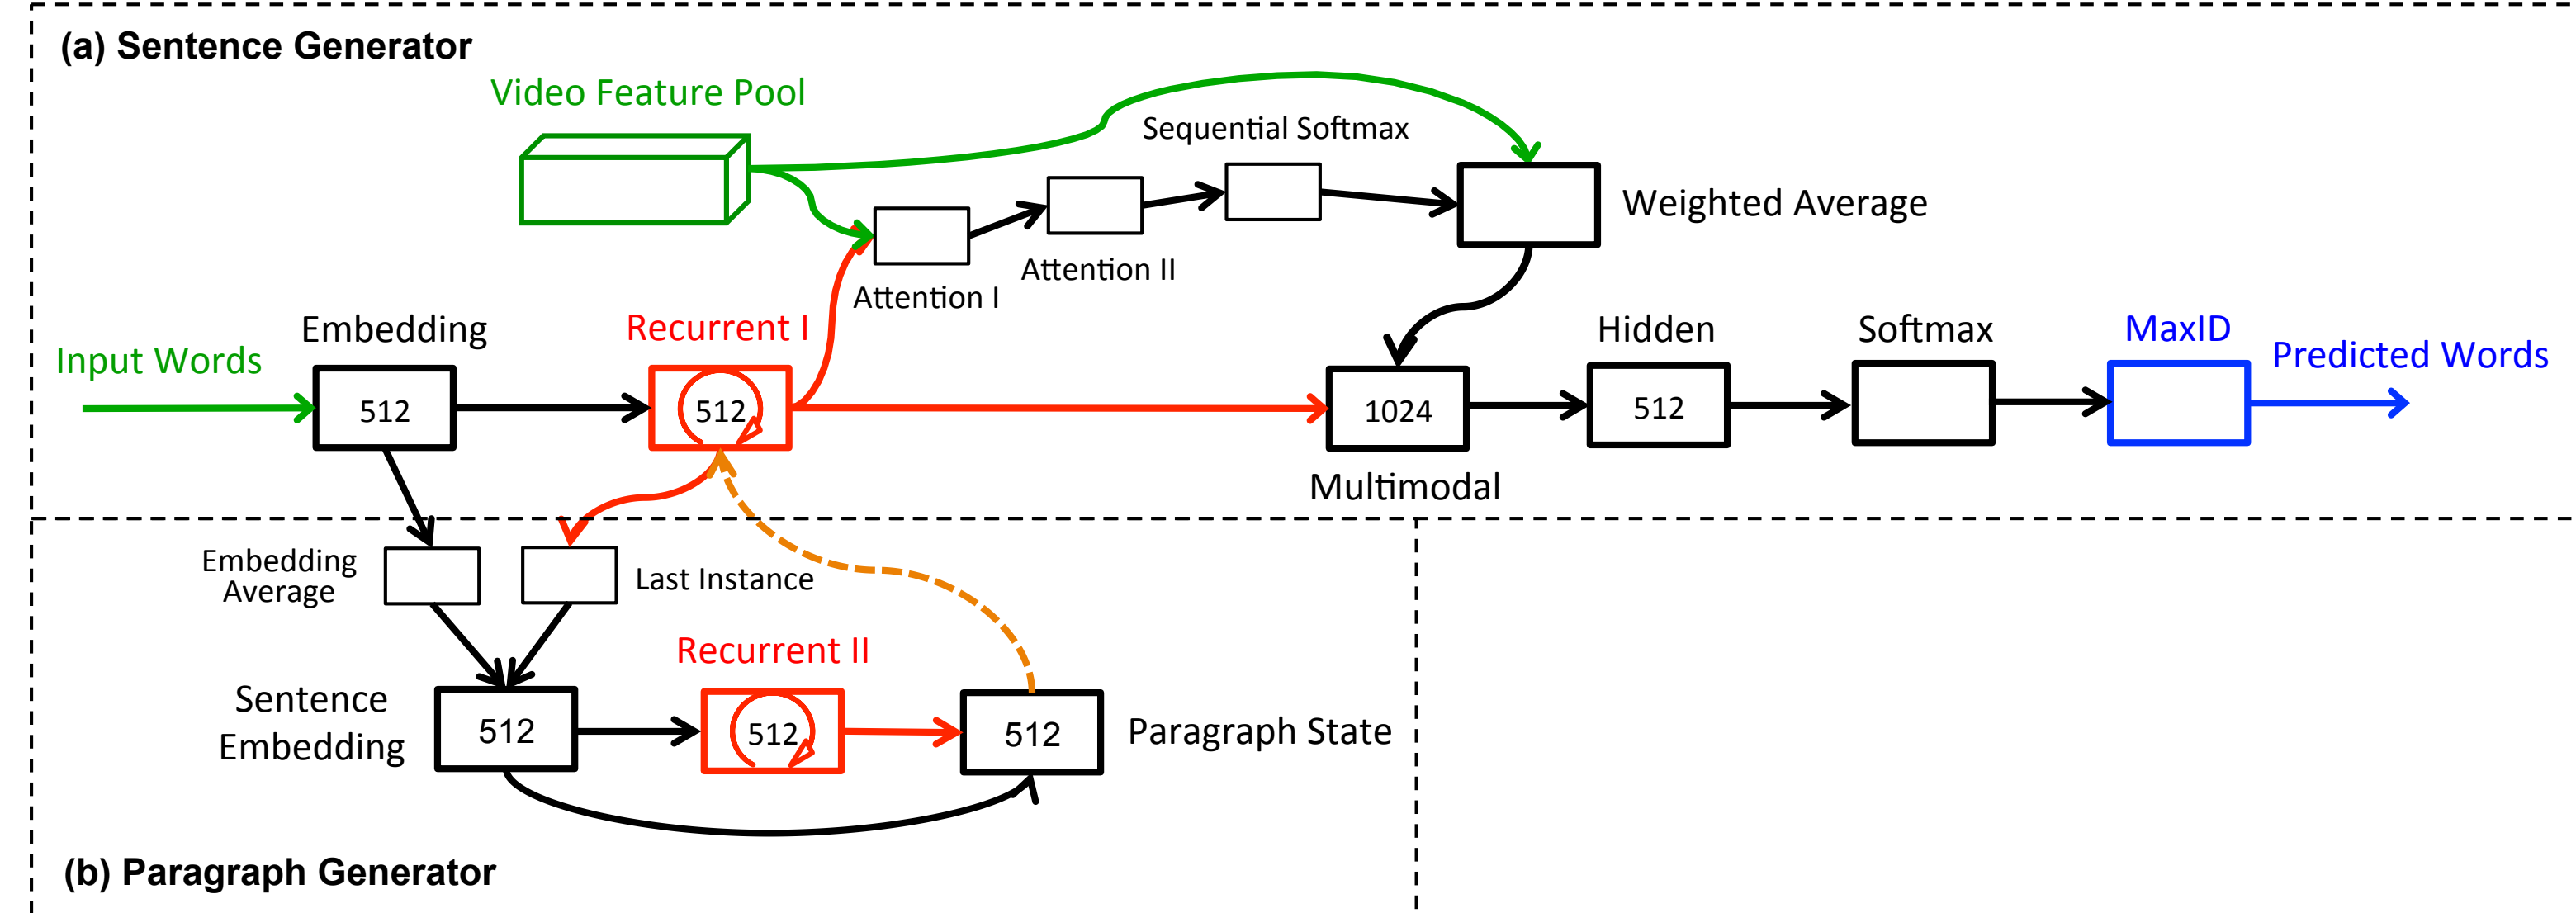 (a) Sentence Generator
Video Feature Pool
Sequential Softmax
Weighted Average
Attention II
Attention I
Embedding
Recurrent I
Hidden
Softmax
MaxID
Input Words
Predicted Words
512
512
1024
512
Multimodal
Embedding
Average
Last Instance
Recurrent II
Sentence
Embedding
512
512
512
Paragraph State
(b) Paragraph Generator